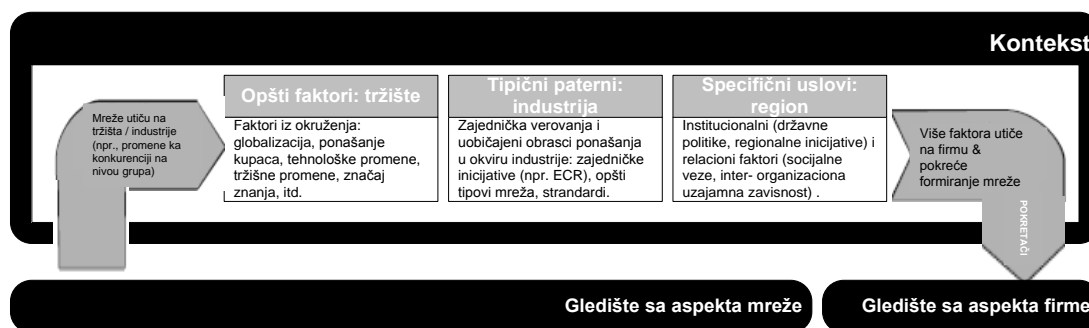 Kontekst
Mreže utiču na
tržišta / industrije
(npr., promene ka
konkurenciji na
nivou grupa)
Opšti faktori: tržište
Faktori iz okruženja:
globalizacija, ponašanje
kupaca, tehnološke promene,
tržišne promene, značaj
znanja, itd.
Tipični paterni:
industrija
Zajednička verovanja i
uobičajeni obrasci ponašanja
u okviru industrije: zajedničke
inicijative (npr. ECR), opšti
tipovi mreža, strandardi.
Specifični uslovi:
region
Institucionalni (državne
politike, regionalne inicijative) i
relacioni faktori (socijalne
veze, inter- organizaciona
uzajamna zavisnost) .
Više faktora utiče
na firmu &
pokreće
formiranje mreže
POKRETAČI
Gledište sa aspekta mreže
Gledište sa aspekta firme